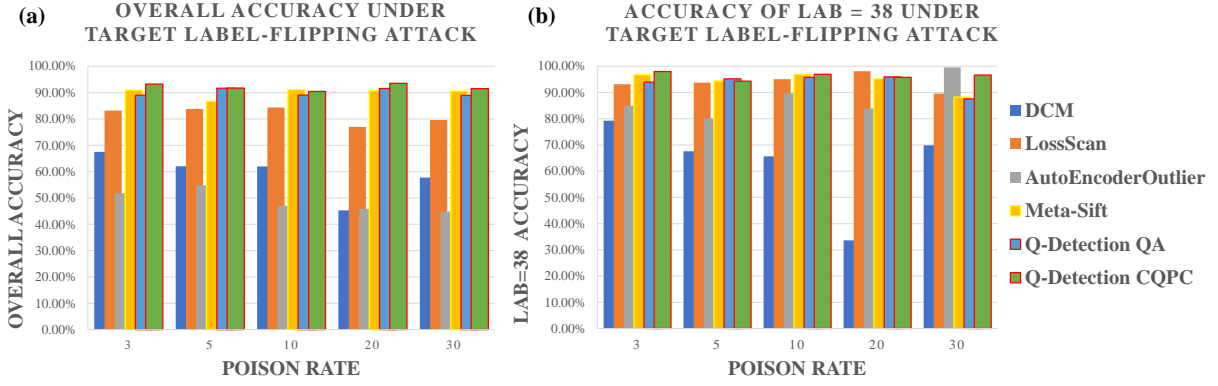 (a)
OVERALL ACCURACY UNDER
TARGET LABEL-FLIPPING ATTACK
OVERALL ACCURACY
100.00%
90.00%
80.00%
70.00%
60.00%
50.00%
40.00%
30.00%
20.00%
10.00%
0.00%
3 5 10 20 30
POISON RATE
(b)
ACCURACY OF LAB = 38 UNDER
TARGET LABEL-FLIPPING ATTACK
LAB=38 ACCURACY
100.00%
90.00%
80.00%
70.00%
60.00%
50.00%
40.00%
30.00%
20.00%
10.00%
0.00%
3 5 10 20 30
POISON RATE
DCM
LossScan
AutoEncoderOutlier
Meta-Sift
Q-Detection QA
Q-Detection CQPC